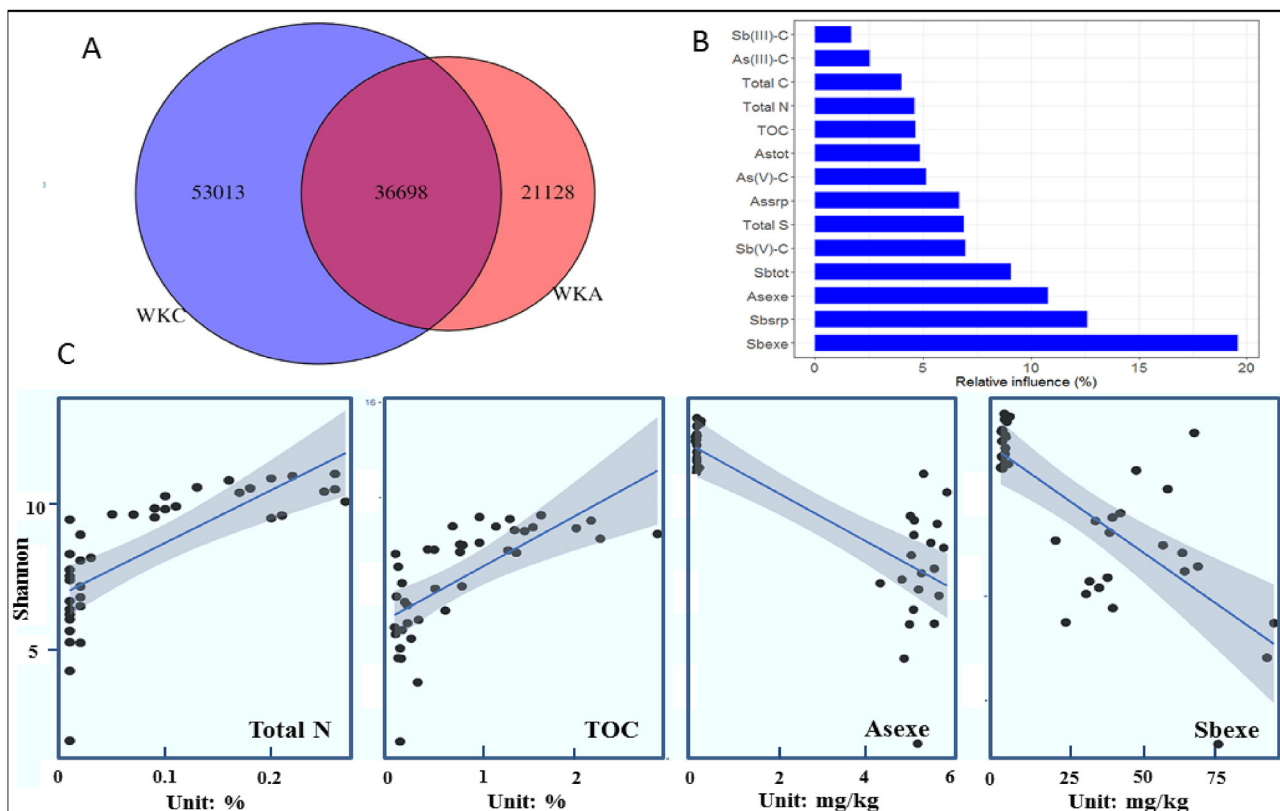 A
53013
36698
21128
WKC
WKA
B
Sb(III)-C
As(III)-C
Total C
Total N
TOC
Astot
As(V)-C
Assrp
Total S
Sb(V)-C
Sbtot
Asexe
Sbsrp
Sbexe
0 5 10 15 20
Relative influence (%)
C
Shannon
10
5
16
Total N
TOC
Asexe
Sbexe
0 0.1 0.2
0 1 2
0 2 4 6
0 25 50 75
Unit: %
Unit: %
Unit: mg/kg
Unit: mg/kg